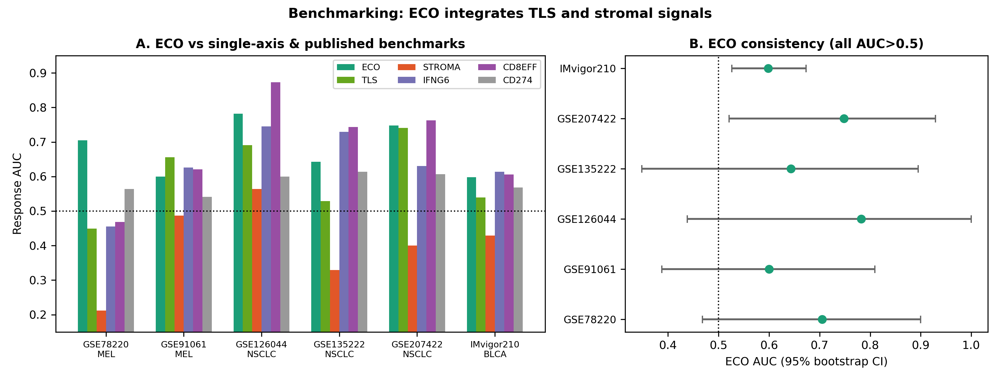 Benchmarking: ECO integrates TLS and stromal signals
A. ECO vs single-axis & published benchmarks
ECO
TLS
STROMA
IFNG6
CD8EFF
CD274
Response AUC
0.9
0.8
0.7
0.6
0.5
0.4
0.3
0.2
GSE78220
MEL
GSE91061
MEL
GSE126044
NSCLC
GSE135222
NSCLC
GSE207422
NSCLC
IMvigor210
BLCA
B. ECO consistency (all AUC>0.5)
IMvigor210
GSE207422
GSE135222
GSE126044
GSE91061
GSE78220
0.4 0.5 0.6 0.7 0.8 0.9 1.0
ECO AUC (95% bootstrap CI)